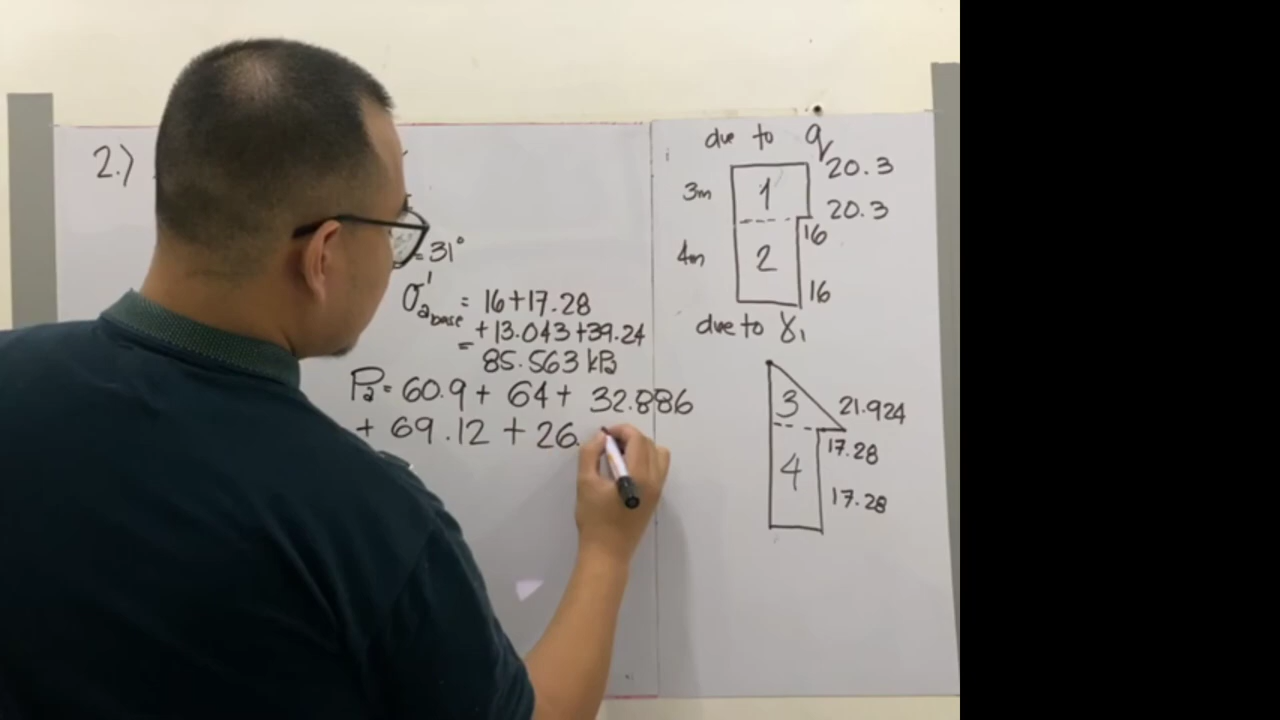 2.)
=31°
σ'a base = 16+17.28
+13.043+39.24
=
85.563 kPa
Pa = 60.9 + 64 + 32.886
+ 69.12 + 26.
due to q
20.3
3m 1
20.3
16
4m 2
16
due to γ1
3 21.924
17.28
4
17.28